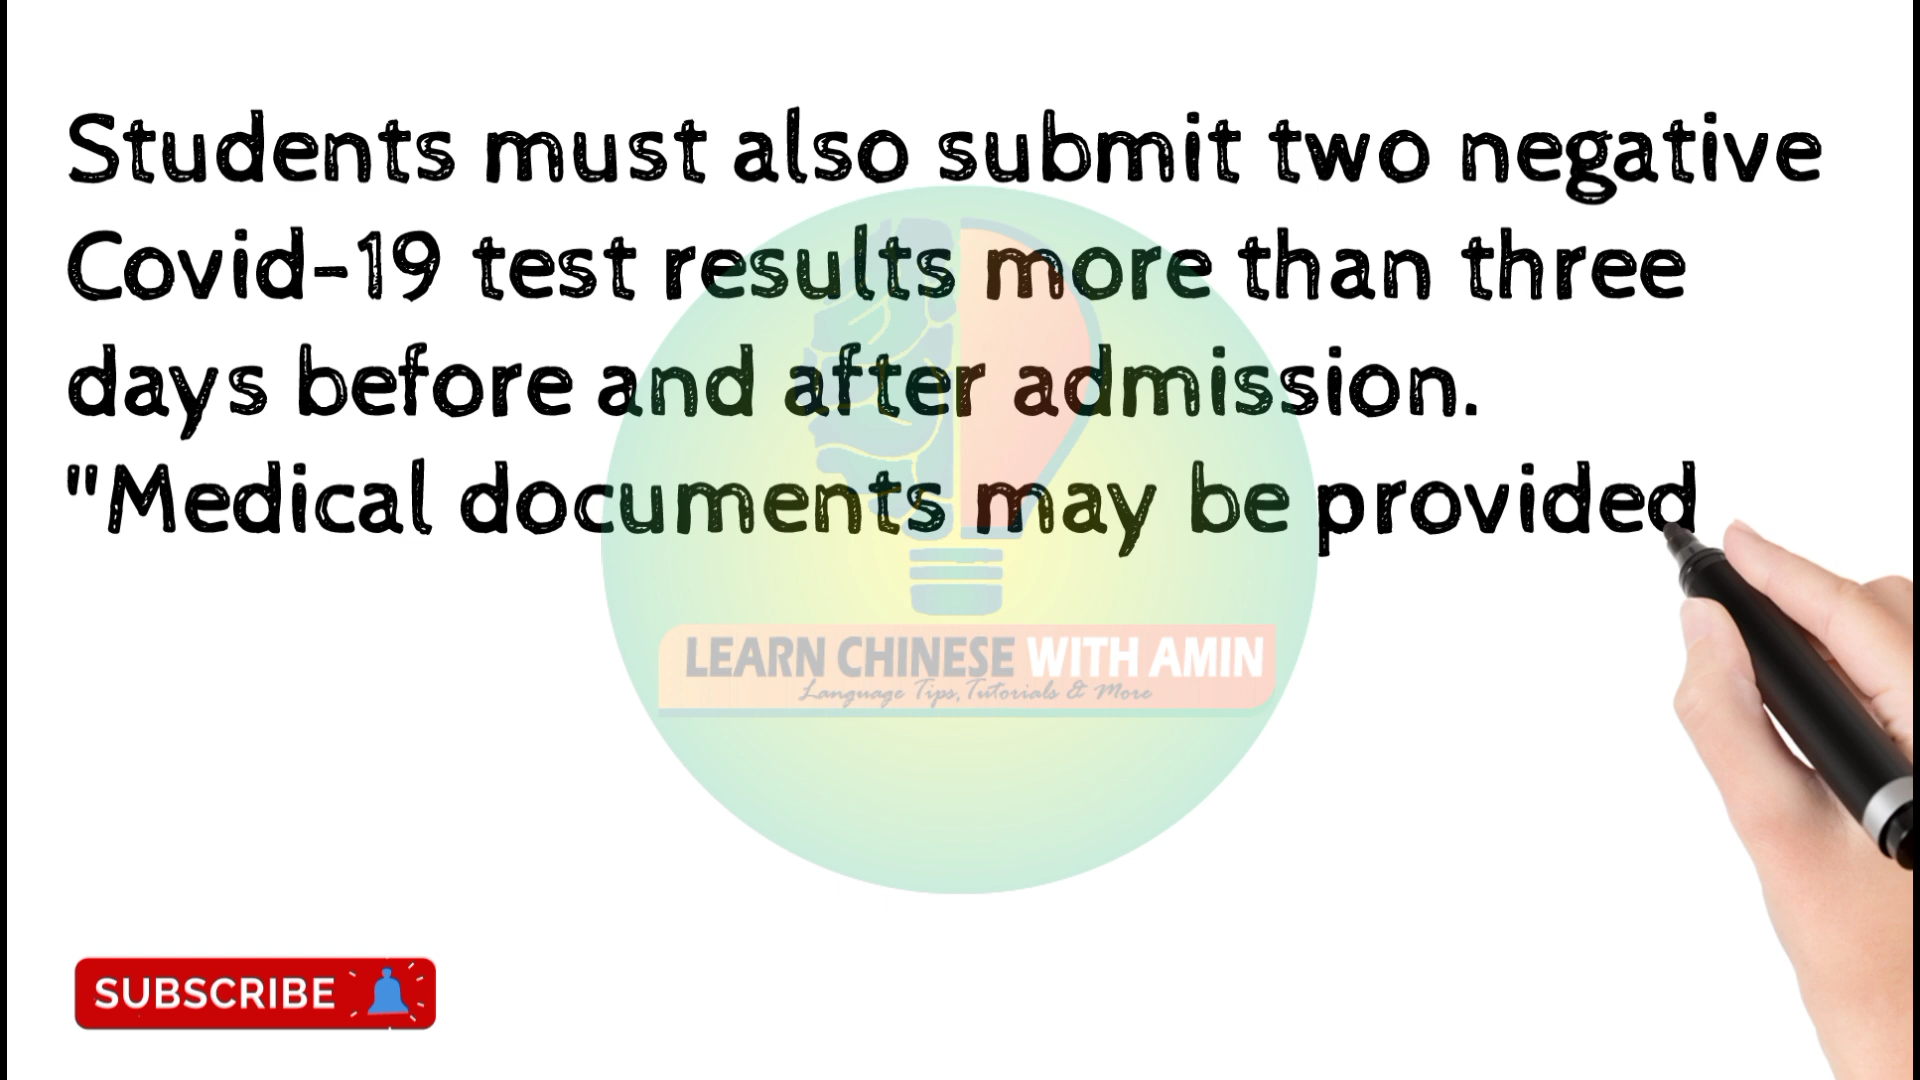 Students must also submit two negative
Covid-19 test results more than three
days before and after admission.
"Medical documents may be provided
LEARN CHINESE WITH AMIN
Language Tips, Tutorials & More
SUBSCRIBE